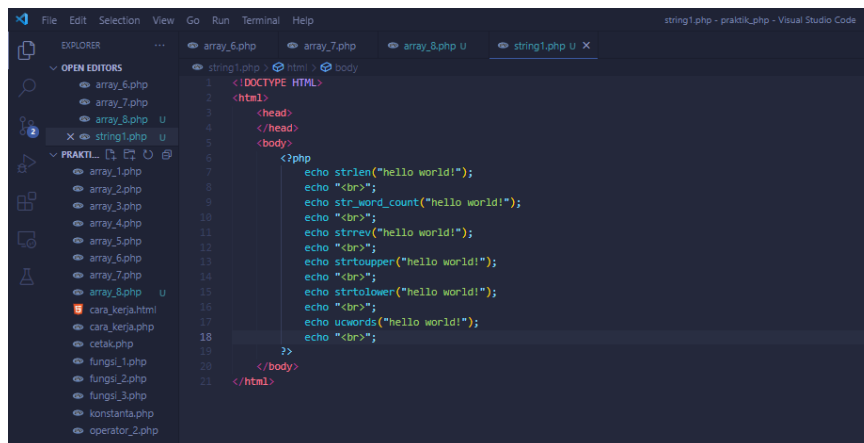 File Edit Selection View Go Run Terminal Help string1.php - praktik_php - Visual Studio Code
EXPLORER ...
array_6.php array_7.php array_8.php U string1.php U
OPEN EDITORS
array_6.php
array_7.php
array_8.php U
string1.php U
2
PRAKTI...
array_1.php
array_2.php
array_3.php
array_4.php
array_5.php
array_6.php
array_7.php
array_8.php U
cara_kerja.html
cara_kerja.php
cetak.php
fungsi_1.php
fungsi_2.php
fungsi_3.php
konstanta.php
operator_2.php
string1.php > html > body
1 <!DOCTYPE HTML>
2 <html>
3 <head>
4 </head>
5 <body>
6 <?php
7 echo strlen("hello world!");
8 echo "<br>";
9 echo str_word_count("hello world!");
10 echo "<br>";
11 echo strrev("hello world!");
12 echo "<br>";
13 echo strtoupper("hello world!");
14 echo "<br>";
15 echo strtolower("hello world!");
16 echo "<br>";
17 echo ucwords("hello world!");
18 echo "<br>";
19 ?>
20 </body>
21 </html>